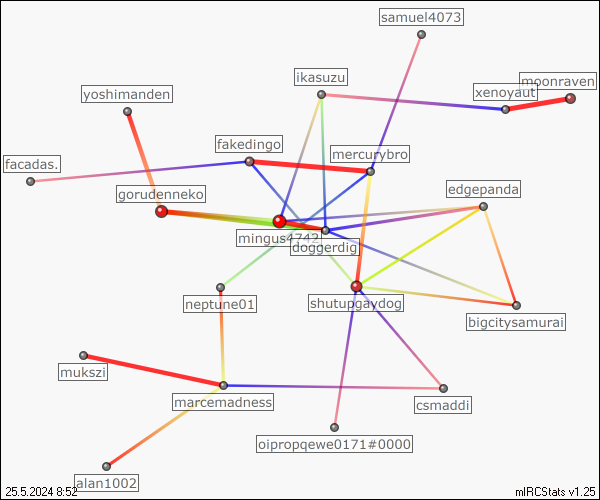 samuel4073
ikasuzu
moonraven
xenoyaut
yoshimanden
fakedingo
mercurybro
facadas.
gorudenneko
edgepanda
mingus4742
doggerdig
neptune01
shutupgaydog
bigcitysamurai
mukszi
marcemadness
csmaddi
oipropqewe0171#0000
alan1002
25.5.2024 8:52
mIRCStats v1.25